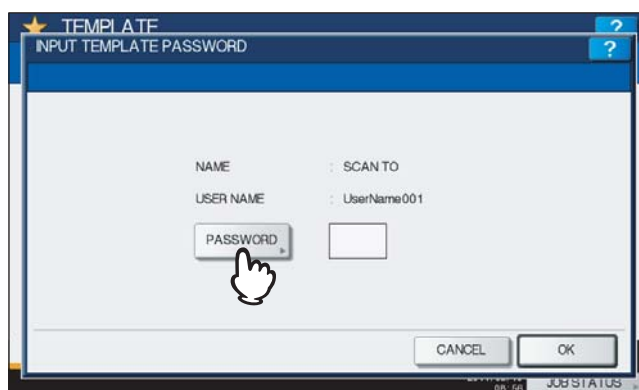 TEMPLATE ?
INPUT TEMPLATE PASSWORD ?
NAME : SCAN TO
USER NAME : UserName001
PASSWORD
CANCEL OK
JOB STATUS